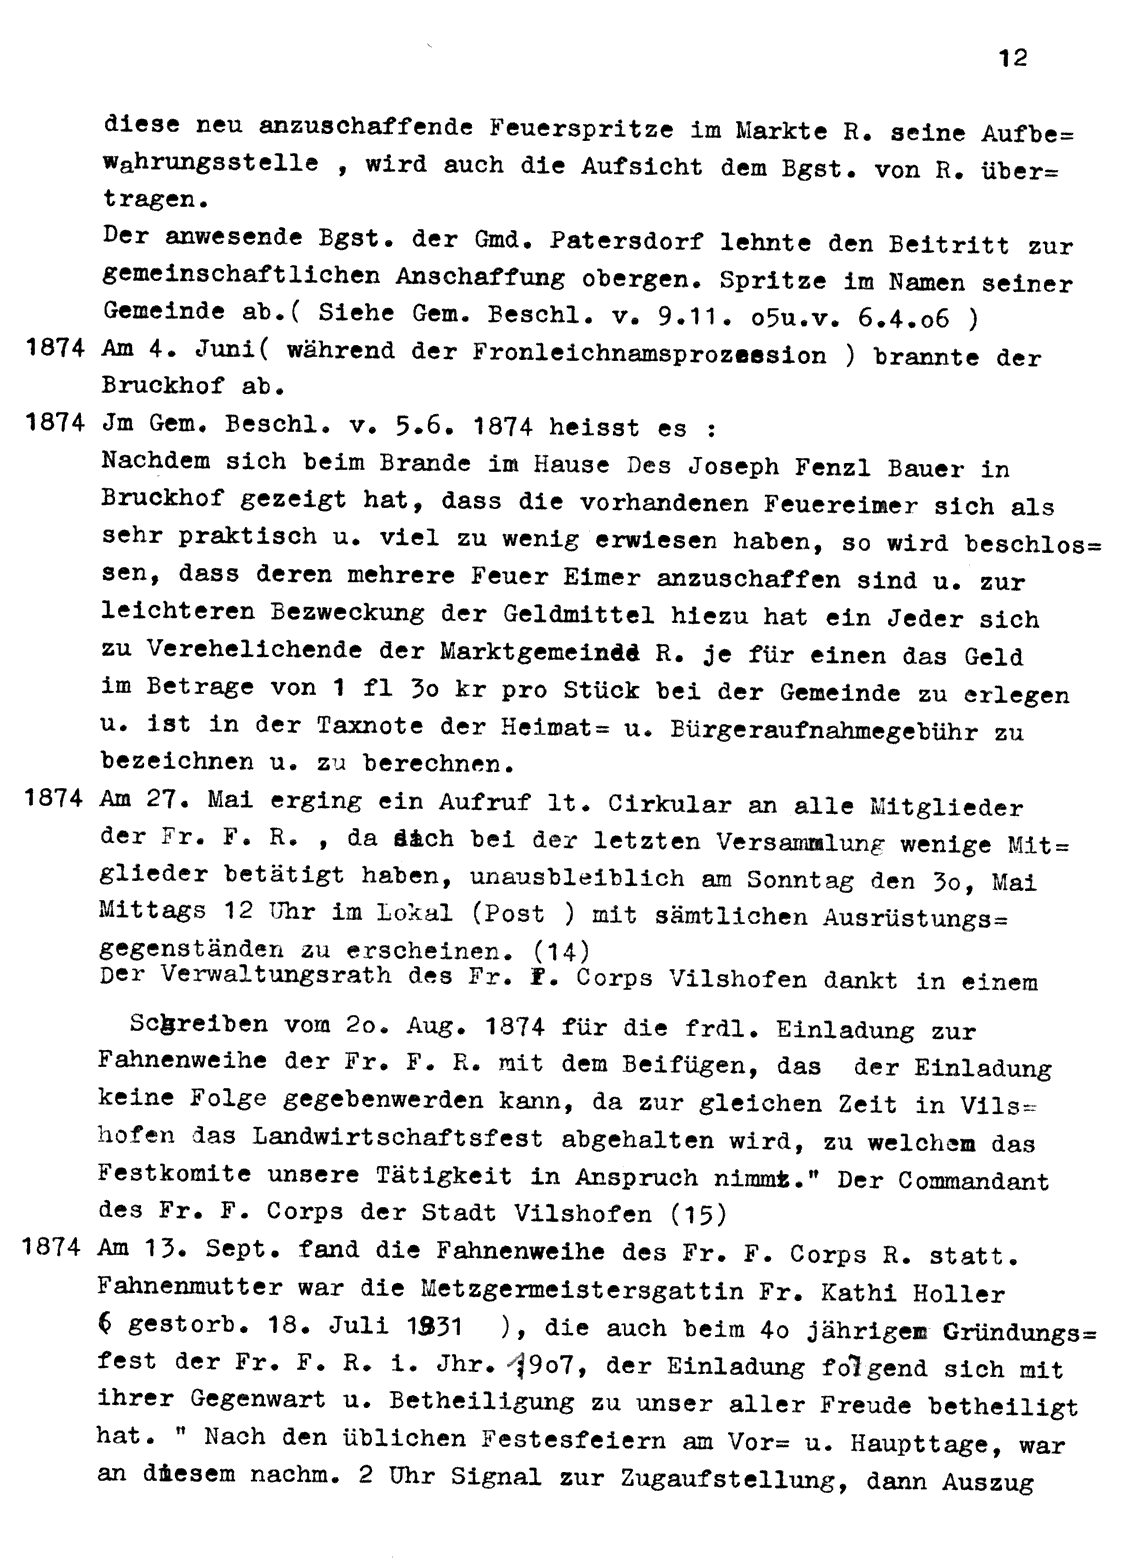 12
diese neu anzuschaffende Feuerspritze im Markte R. seine Aufbe=
wahrungsstelle , wird auch die Aufsicht dem Bgst. von R. über=
tragen.
Der anwesende Bgst. der Gmd. Patersdorf lehnte den Beitritt zur
gemeinschaftlichen Anschaffung obergen. Spritze im Namen seiner
Gemeinde ab.( Siehe Gem. Beschl. v. 9.11. o5u.v. 6.4.o6 )
1874 Am 4. Juni( während der Fronleichnamsprozession ) brannte der
Bruckhof ab.
1874 Jm Gem. Beschl. v. 5.6. 1874 heisst es :
Nachdem sich beim Brande im Hause Des Joseph Fenzl Bauer in
Bruckhof gezeigt hat, dass die vorhandenen Feuereimer sich als
sehr praktisch u. viel zu wenig erwiesen haben, so wird beschlos=
sen, dass deren mehrere Feuer Eimer anzuschaffen sind u. zur
leichteren Bezweckung der Geldmittel hiezu hat ein Jeder sich
zu Verehelichende der Marktgemeinde R. je für einen das Geld
im Betrage von 1 fl 3o kr pro Stück bei der Gemeinde zu erlegen
u. ist in der Taxnote der Heimat= u. Bürgeraufnahmegebühr zu
bezeichnen u. zu berechnen.
1874 Am 27. Mai erging ein Aufruf lt. Cirkular an alle Mitglieder
der Fr. F. R. , da sich bei der letzten Versammlung wenige Mit=
glieder betätigt haben, unausbleiblich am Sonntag den 3o, Mai
Mittags 12 Uhr im Lokal (Post ) mit sämtlichen Ausrüstungs=
gegenständen zu erscheinen. (14)
Der Verwaltungsrath des Fr. F. Corps Vilshofen dankt in einem
Schreiben vom 2o. Aug. 1874 für die frdl. Einladung zur
Fahnenweihe der Fr. F. R. mit dem Beifügen, das  der Einladung
keine Folge gegebenwerden kann, da zur gleichen Zeit in Vils=
hofen das Landwirtschaftsfest abgehalten wird, zu welchem das
Festkomite unsere Tätigkeit in Anspruch nimmt." Der Commandant
des Fr. F. Corps der Stadt Vilshofen (15)
1874 Am 13. Sept. fand die Fahnenweihe des Fr. F. Corps R. statt.
Fahnenmutter war die Metzgermeistersgattin Fr. Kathi Holler
( gestorb. 18. Juli 1931  ), die auch beim 4o jährigem Gründungs=
fest der Fr. F. R. i. Jhr. 19o7, der Einladung folgend sich mit
ihrer Gegenwart u. Betheiligung zu unser aller Freude betheiligt
hat. " Nach den üblichen Festesfeiern am Vor= u. Haupttage, war
an diesem nachm. 2 Uhr Signal zur Zugaufstellung, dann Auszug